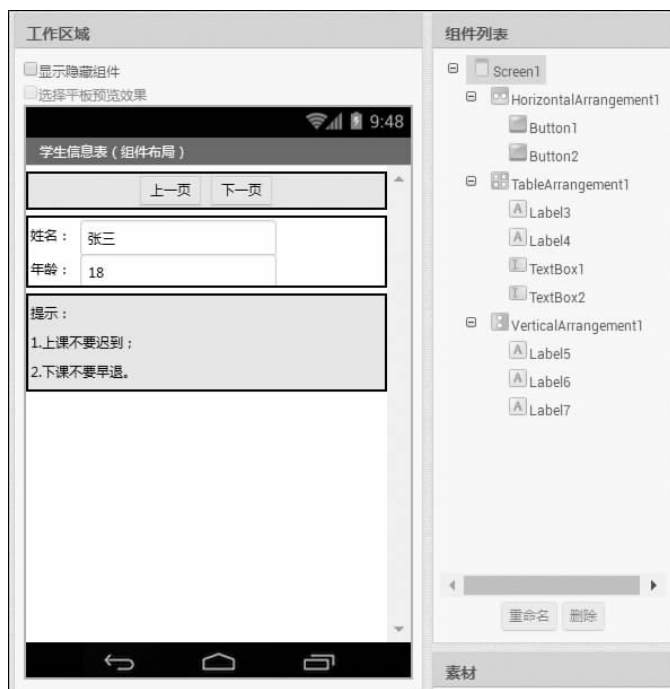 工作区域
显示隐藏组件
选择平板预览效果
9:48
学生信息表（组件布局）
上一页 下一页
姓名： 张三
年龄： 18
提示：
1.上课不要迟到；
2.下课不要早退。
组件列表
Screen1
HorizontalArrangement1
Button1
Button2
TableArrangement1
A Label3
A Label4
TextBox1
TextBox2
VerticalArrangement1
A Label5
A Label6
A Label7
重命名 删除
素材